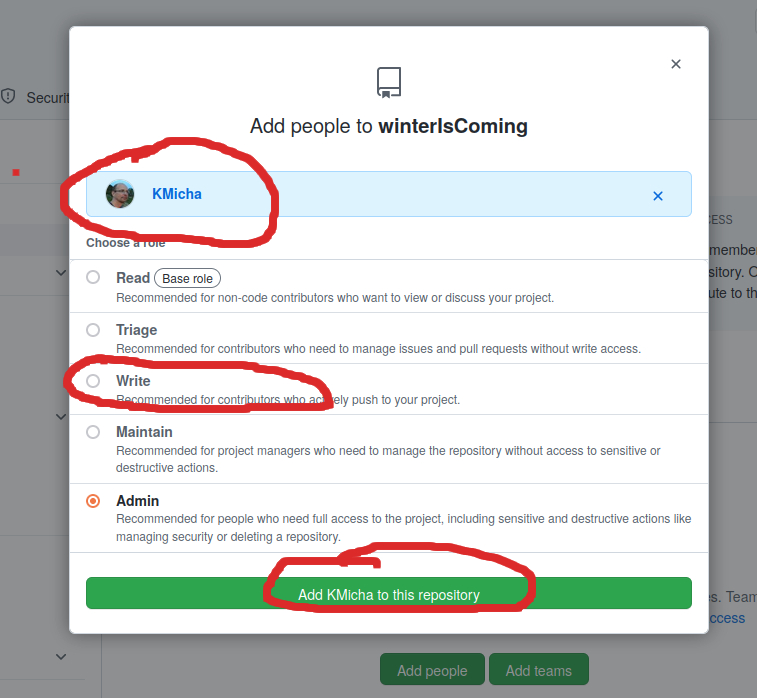 Securit
Add people to winterIsComing
KMicha
CESS
Choose a role
member
Read Base role
sitory. C
Recommended for non-code contributors who want to view or discuss your project.
ute to th
Triage
Recommended for contributors who need to manage issues and pull requests without write access.
Write
Recommended for contributors who actively push to your project.
Maintain
Recommended for project managers who need to manage the repository without access to sensitive or
destructive actions.
Admin
Recommended for people who need full access to the project, including sensitive and destructive actions like
managing security or deleting a repository.
Add KMicha to this repository
es. Team
ccess
Add people Add teams